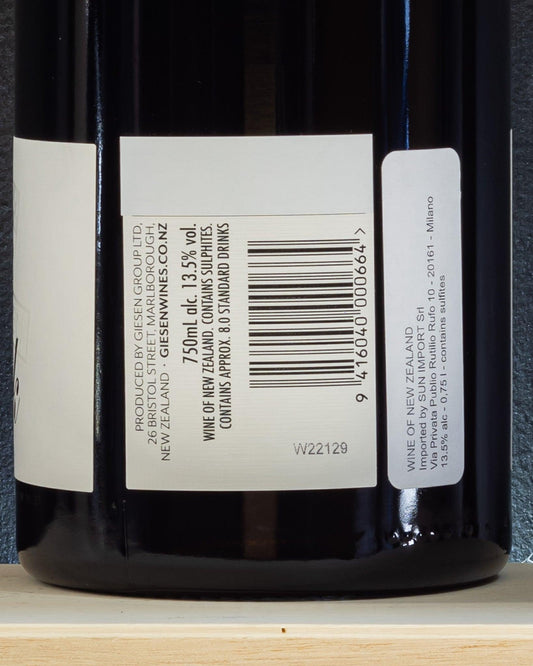 PRODUCED BY GIESEN GROUP LTD,
26 BRISTOL STREET, MARLBOROUGH,
NEW ZEALAND · GIESENWINES.CO.NZ
750ml alc. 13.5% vol.
WINE OF NEW ZEALAND. CONTAINS SULPHITES.
CONTAINS APPROX. 8.0 STANDARD DRINKS
9 416040 000664 >
W22129
WINE OF NEW ZEALAND
Imported by SUN IMPORT Srl
Via Privata Publio Rutilio Rufo 10 - 20161 - Milano
13.5% alc - 0,75 l - contains sulfites